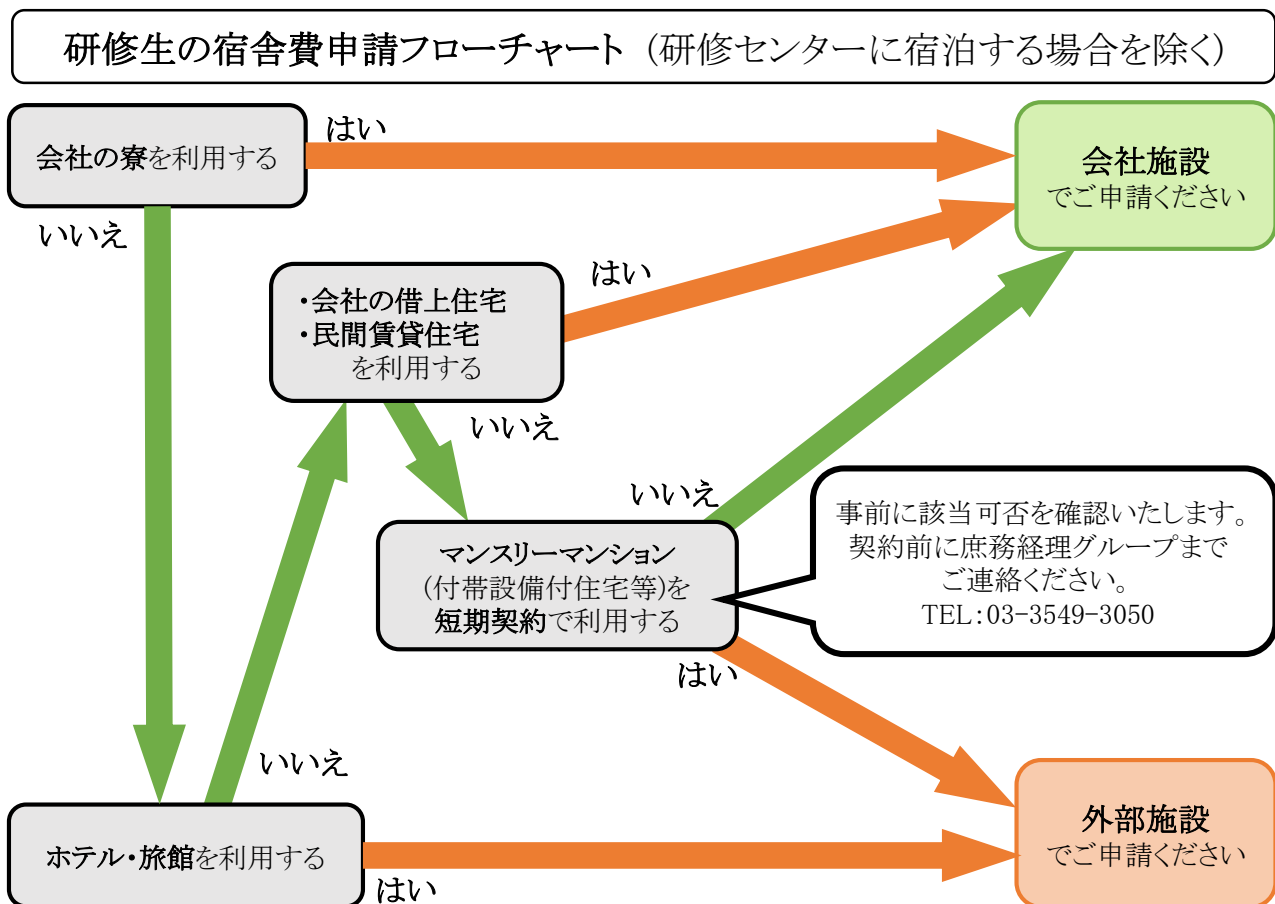 研修生の宿舎費申請フローチャート (研修センターに宿泊する場合を除く)
会社の寮を利用する
はい
会社施設
でご申請ください
いいえ
・会社の借上住宅
・民間賃貸住宅
を利用する
はい
いいえ
マンスリーマンション
(付帯設備付住宅等)を
短期契約で利用する
いいえ
事前に該当可否を確認いたします。
契約前に庶務経理グループまで
ご連絡ください。
TEL:03-3549-3050
はい
いいえ
ホテル・旅館を利用する
はい
外部施設
でご申請ください